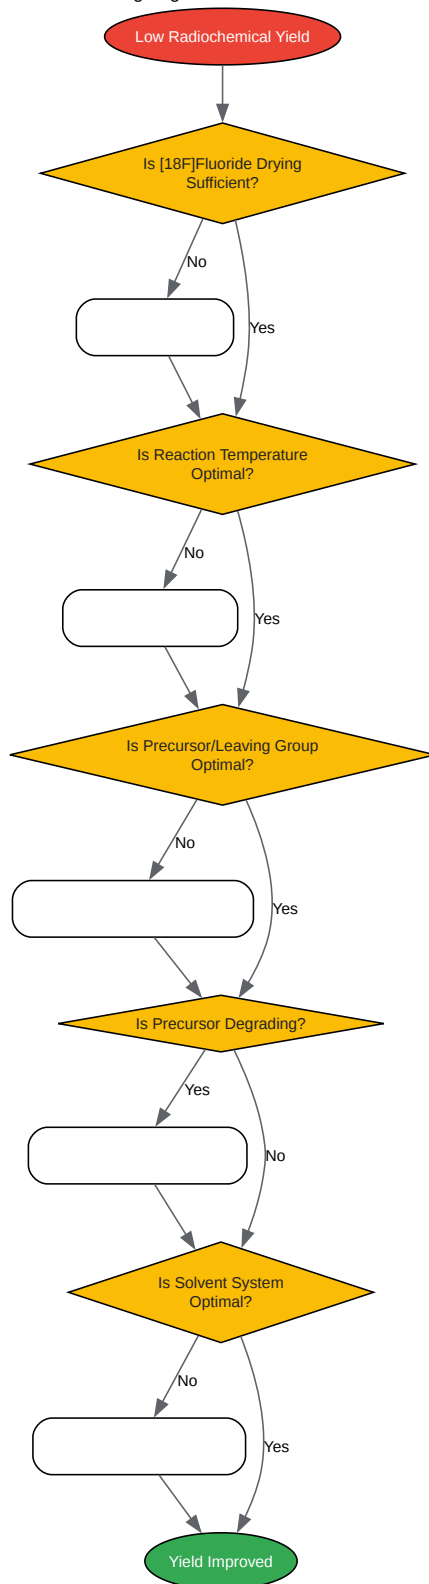 Low Radiochemical Yield
Is [18F]Fluoride Drying
Sufficient?
No
Yes
Is Reaction Temperature
Optimal?
No
Yes
Is Precursor/Leaving Group
Optimal?
No
Yes
Is Precursor Degrading?
Yes
No
Is Solvent System
Optimal?
No
Yes
Yield Improved